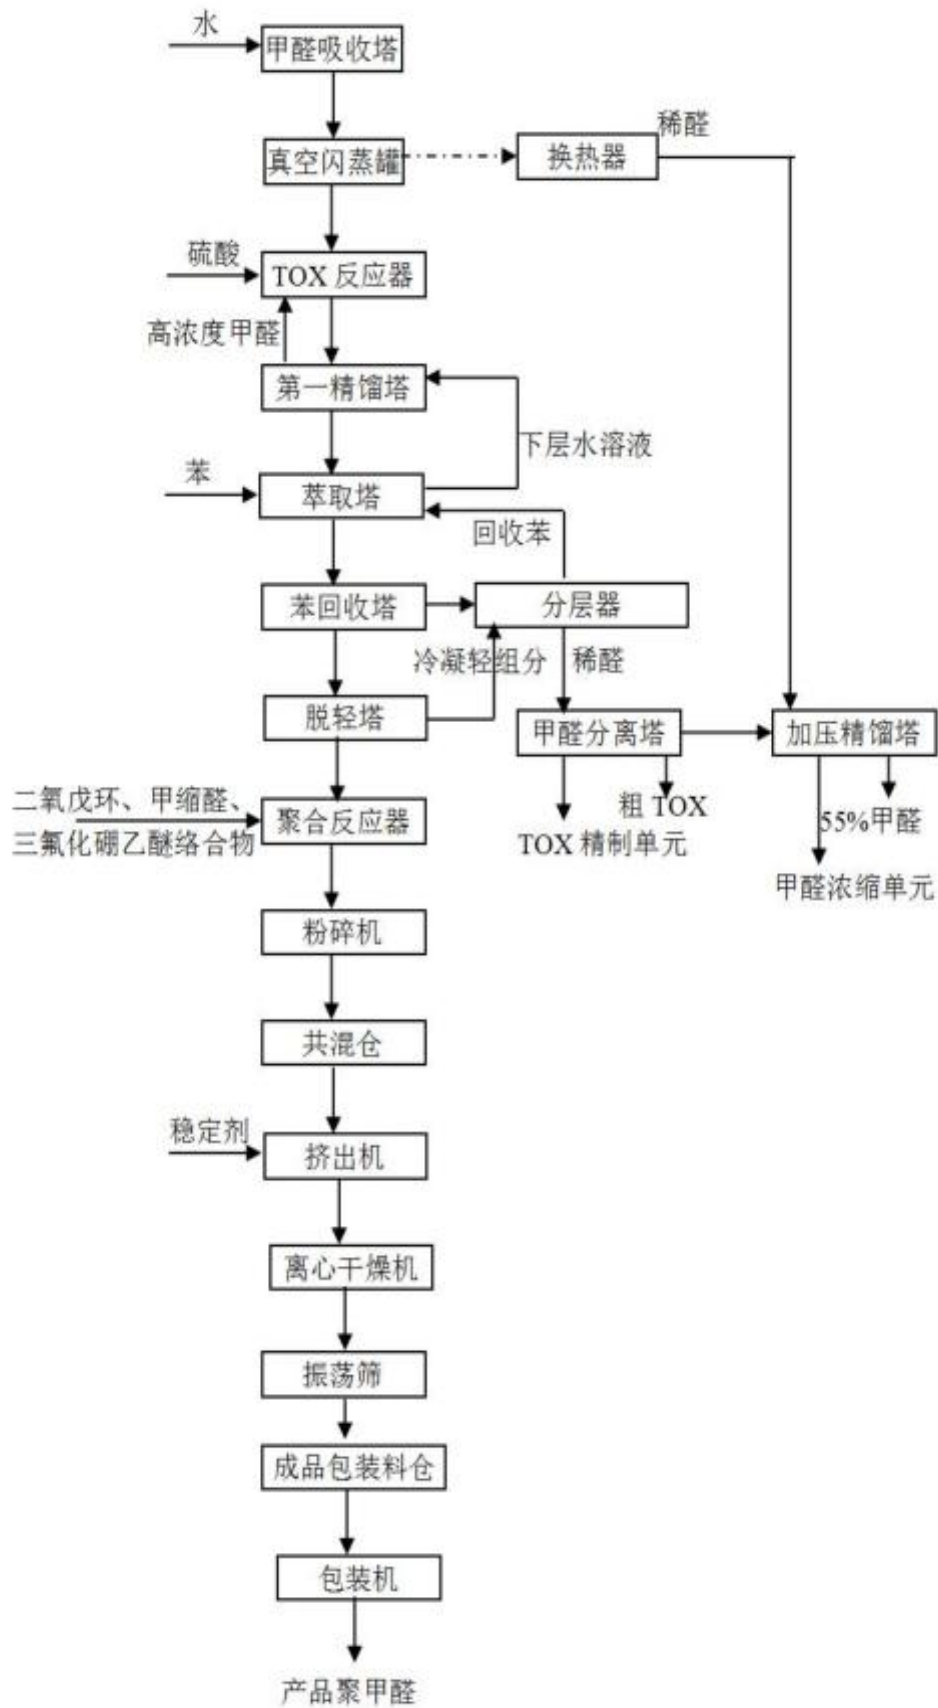 水
甲醛吸收塔
稀醛
真空闪蒸罐
换热器
硫酸
TOX 反应器
高浓度甲醛
第一精馏塔
下层水溶液
苯
萃取塔
回收苯
苯回收塔
分层器
冷凝轻组分
稀醛
脱轻塔
甲醛分离塔
加压精馏塔
二氧戊环、甲缩醛、
三氟化硼乙醚络合物
聚合反应器
粗 TOX
55%甲醛
TOX 精制单元
甲醛浓缩单元
粉碎机
共混仓
稳定剂
挤出机
离心干燥机
振荡筛
成品包装料仓
包装机
产品聚甲醛